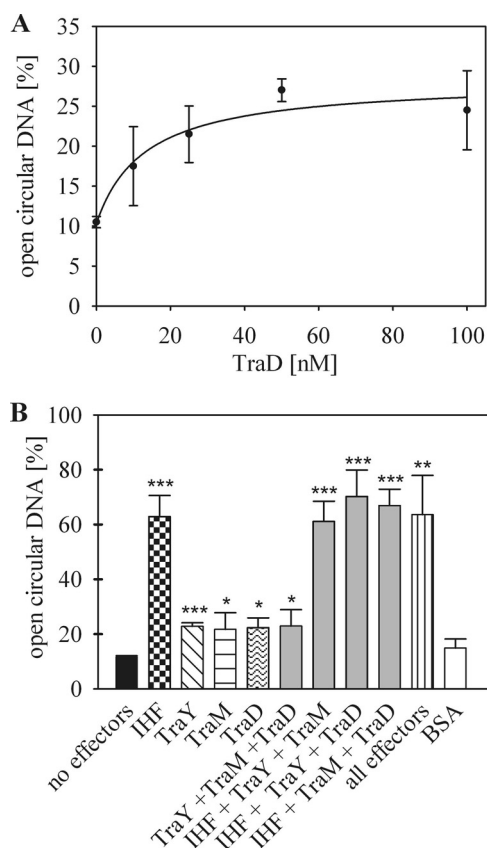 A
open circular DNA [%]
35
30
25
20
15
10
5
0
0 20 40 60 80 100
TraD [nM]
B
open circular DNA [%]
100
80
60
40
20
0
*** *** * * * *** *** *** **
no effectors
IHF
TraY
TraM
TraD
TraY +TraM +TraD
IHF + TraY + TraM
IHF + TraY + TraD
IHF + TraM + TraD
all effectors
BSA